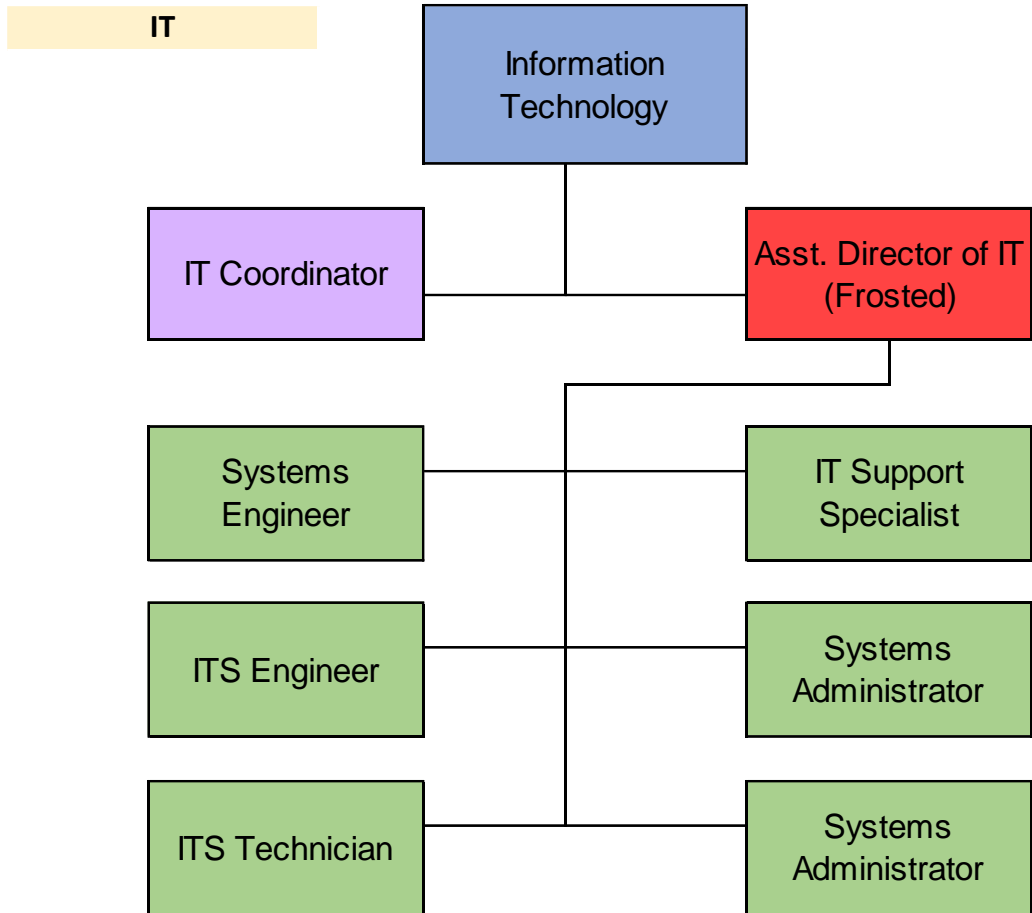 IT
Information
Technology
IT Coordinator
Asst. Director of IT
(Frosted)
Systems
Engineer
IT Support
Specialist
ITS Engineer
Systems
Administrator
ITS Technician
Systems
Administrator